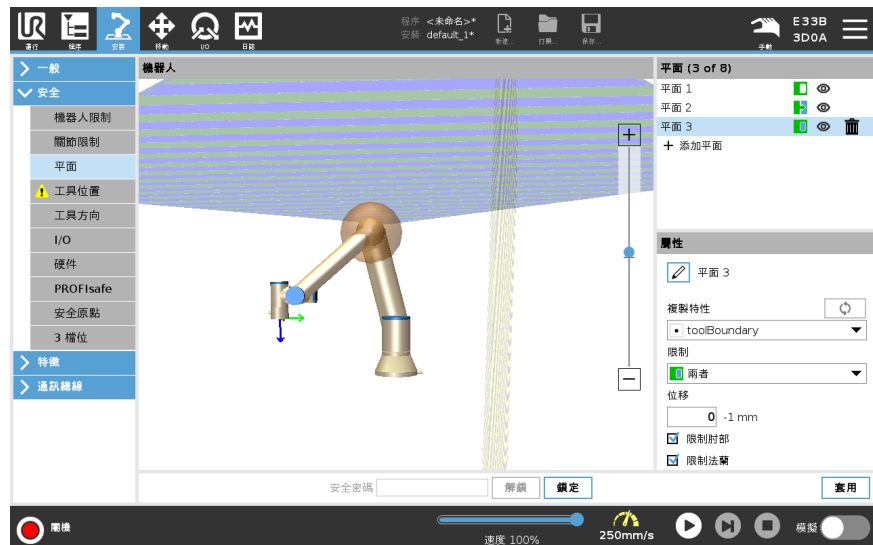 運行
程序
安裝
移動
I/O
日誌
程序 <未命名>*
安裝 default_1*
新建...
打開...
保存...
手動
E33B
3D0A
一般
安全
機器人限制
關節限制
平面
工具位置
工具方向
I/O
硬件
PROFIsafe
安全原點
3 檔位
特徵
通訊總線
機器人
平面 (3 of 8)
平面 1
平面 2
平面 3
添加平面
屬性
平面 3
複製特性
toolBoundary
限制
兩者
位移
0 -1 mm
限制肘部
限制法蘭
安全密碼
解鎖
鎖定
套用
關機
速度 100%
250mm/s
模擬